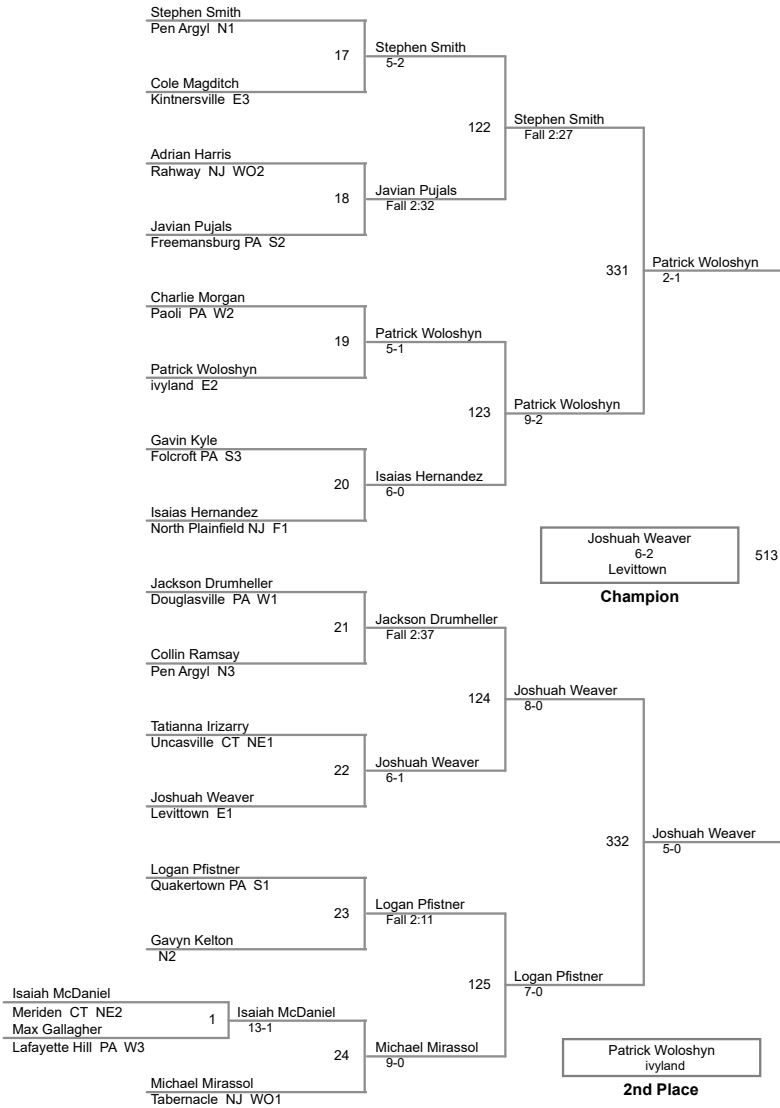 Stephen Smith
Pen Argyl N1
17
Stephen Smith
5-2
Cole Magditch
Kintnersville E3
122
Stephen Smith
Fall 2:27
Adrian Harris
Rahway NJ WO2
18
Javian Pujals
Fall 2:32
Javian Pujals
Freemansburg PA S2
331
Patrick Woloshyn
2-1
Charlie Morgan
Paoli PA W2
19
Patrick Woloshyn
5-1
Patrick Woloshyn
ivyland E2
123
Patrick Woloshyn
9-2
Gavin Kyle
Folcroft PA S3
20
Isaias Hernandez
6-0
Isaias Hernandez
North Plainfield NJ F1
Joshuah Weaver
6-2
Levittown
513
Champion
Jackson Drumheller
Douglasville PA W1
21
Jackson Drumheller
Fall 2:37
Collin Ramsay
Pen Argyl N3
124
Joshuah Weaver
8-0
Tatianna Irizarry
Uncasville CT NE1
22
Joshuah Weaver
6-1
Joshuah Weaver
Levittown E1
332
Joshuah Weaver
5-0
Logan Pfistner
Quakertown PA S1
23
Logan Pfistner
Fall 2:11
Gavyn Kelton
N2
125
Logan Pfistner
7-0
Isaiah McDaniel
Meriden CT NE2
1
Isaiah McDaniel
13-1
Max Gallagher
Lafayette Hill PA W3
24
Michael Mirassol
9-0
Michael Mirassol
Tabernacle NJ WO1
Patrick Woloshyn
ivyland
2nd Place